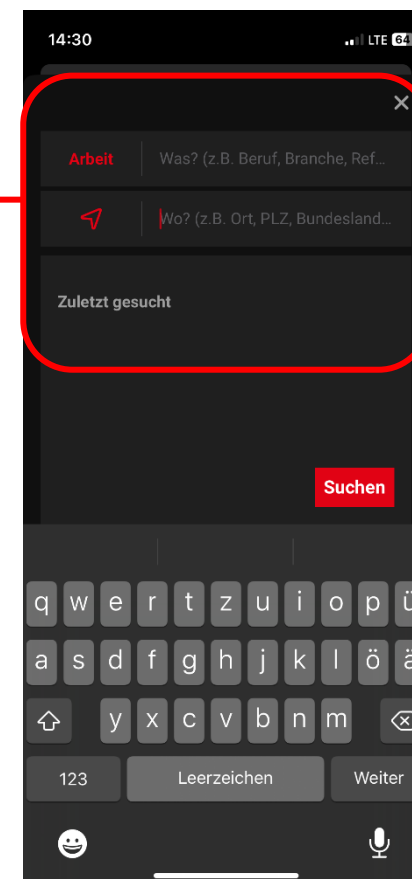 14:30 LTE 64
Arbeit Was? (z.B. Beruf, Branche, Ref...
Wo? (z.B. Ort, PLZ, Bundesland...
Zuletzt gesucht
Suchen
q w e r t z u i o p ü
a s d f g h j k l ö ä
y x c v b n m
123 Leerzeichen Weiter